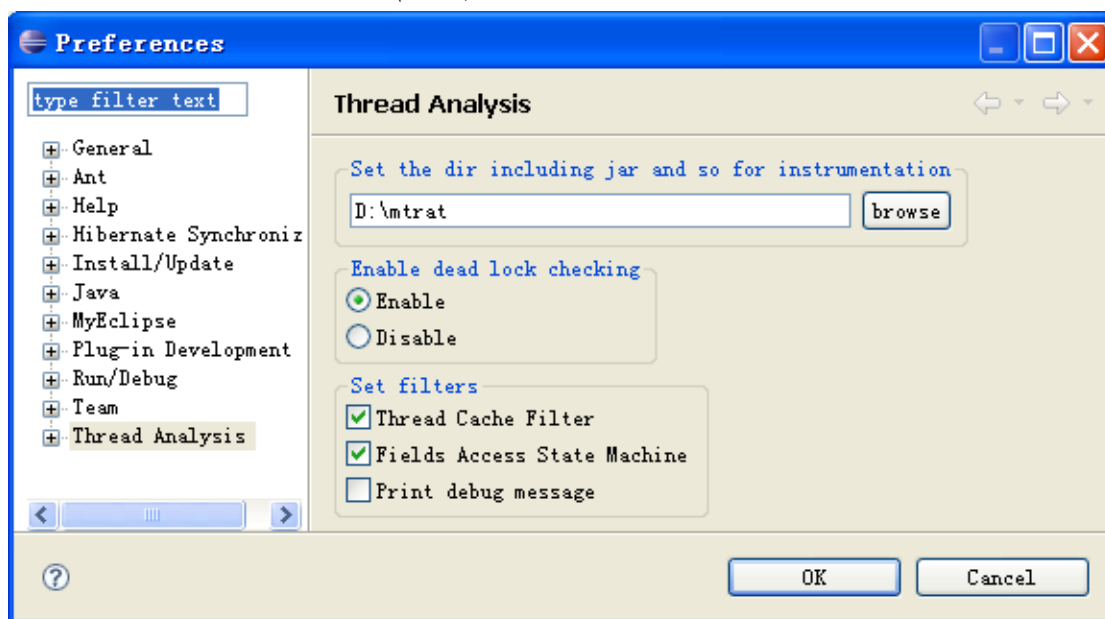 Preferences
type filter text
General
Ant
Help
Hibernate Synchroniz
Install/Update
Java
MyEclipse
Plug-in Development
Run/Debug
Team
Thread Analysis
Thread Analysis
Set the dir including jar and so for instrumentation
D:\mtrat
browse
Enable dead lock checking
Enable
Disable
Set filters
Thread Cache Filter
Fields Access State Machine
Print debug message
OK
Cancel